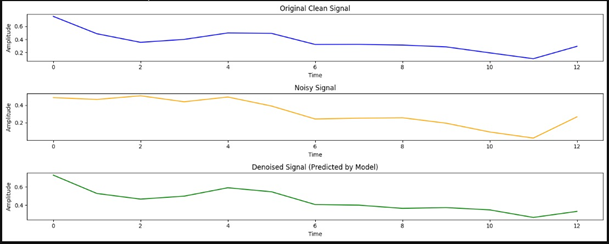 Original Clean Signal
Amplitude
0.6
0.4
0.2
0 2 4 6 8 10 12
Time
Noisy Signal
Amplitude
0.4
0.2
0 2 4 6 8 10 12
Time
Denoised Signal (Predicted by Model)
Amplitude
0.6
0.4
0 2 4 6 8 10 12
Time